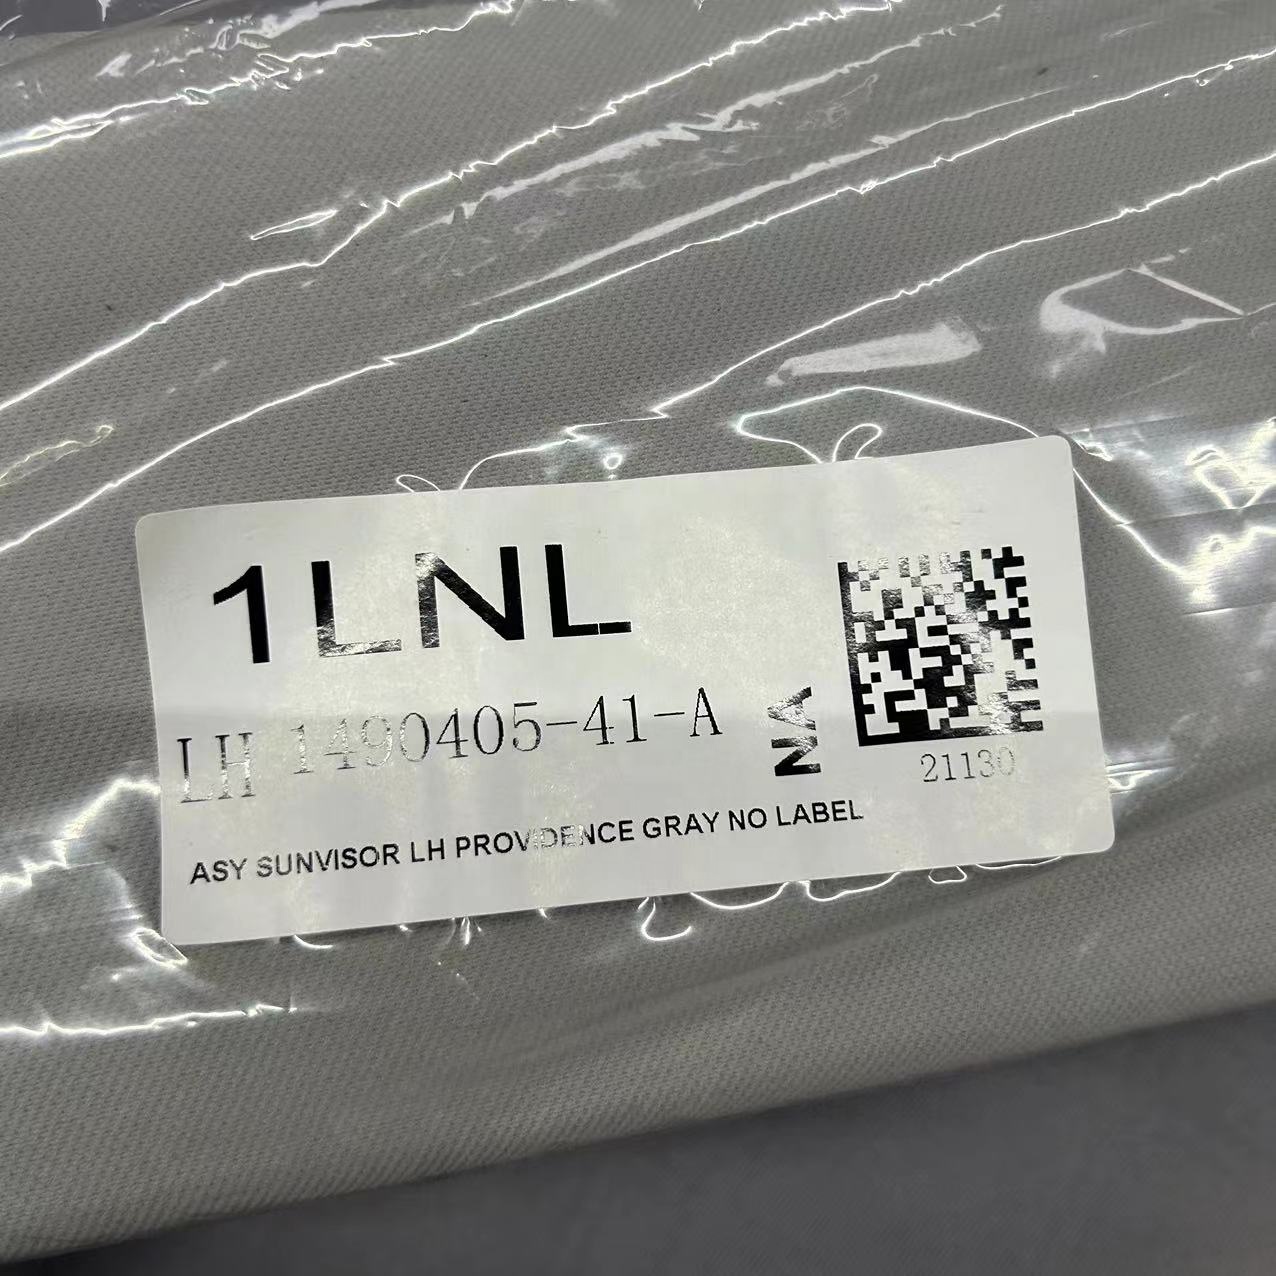 1LNL
LH 1490405-41-A
NA
21130
ASY SUNVISOR LH PROVIDENCE GRAY NO LABEL